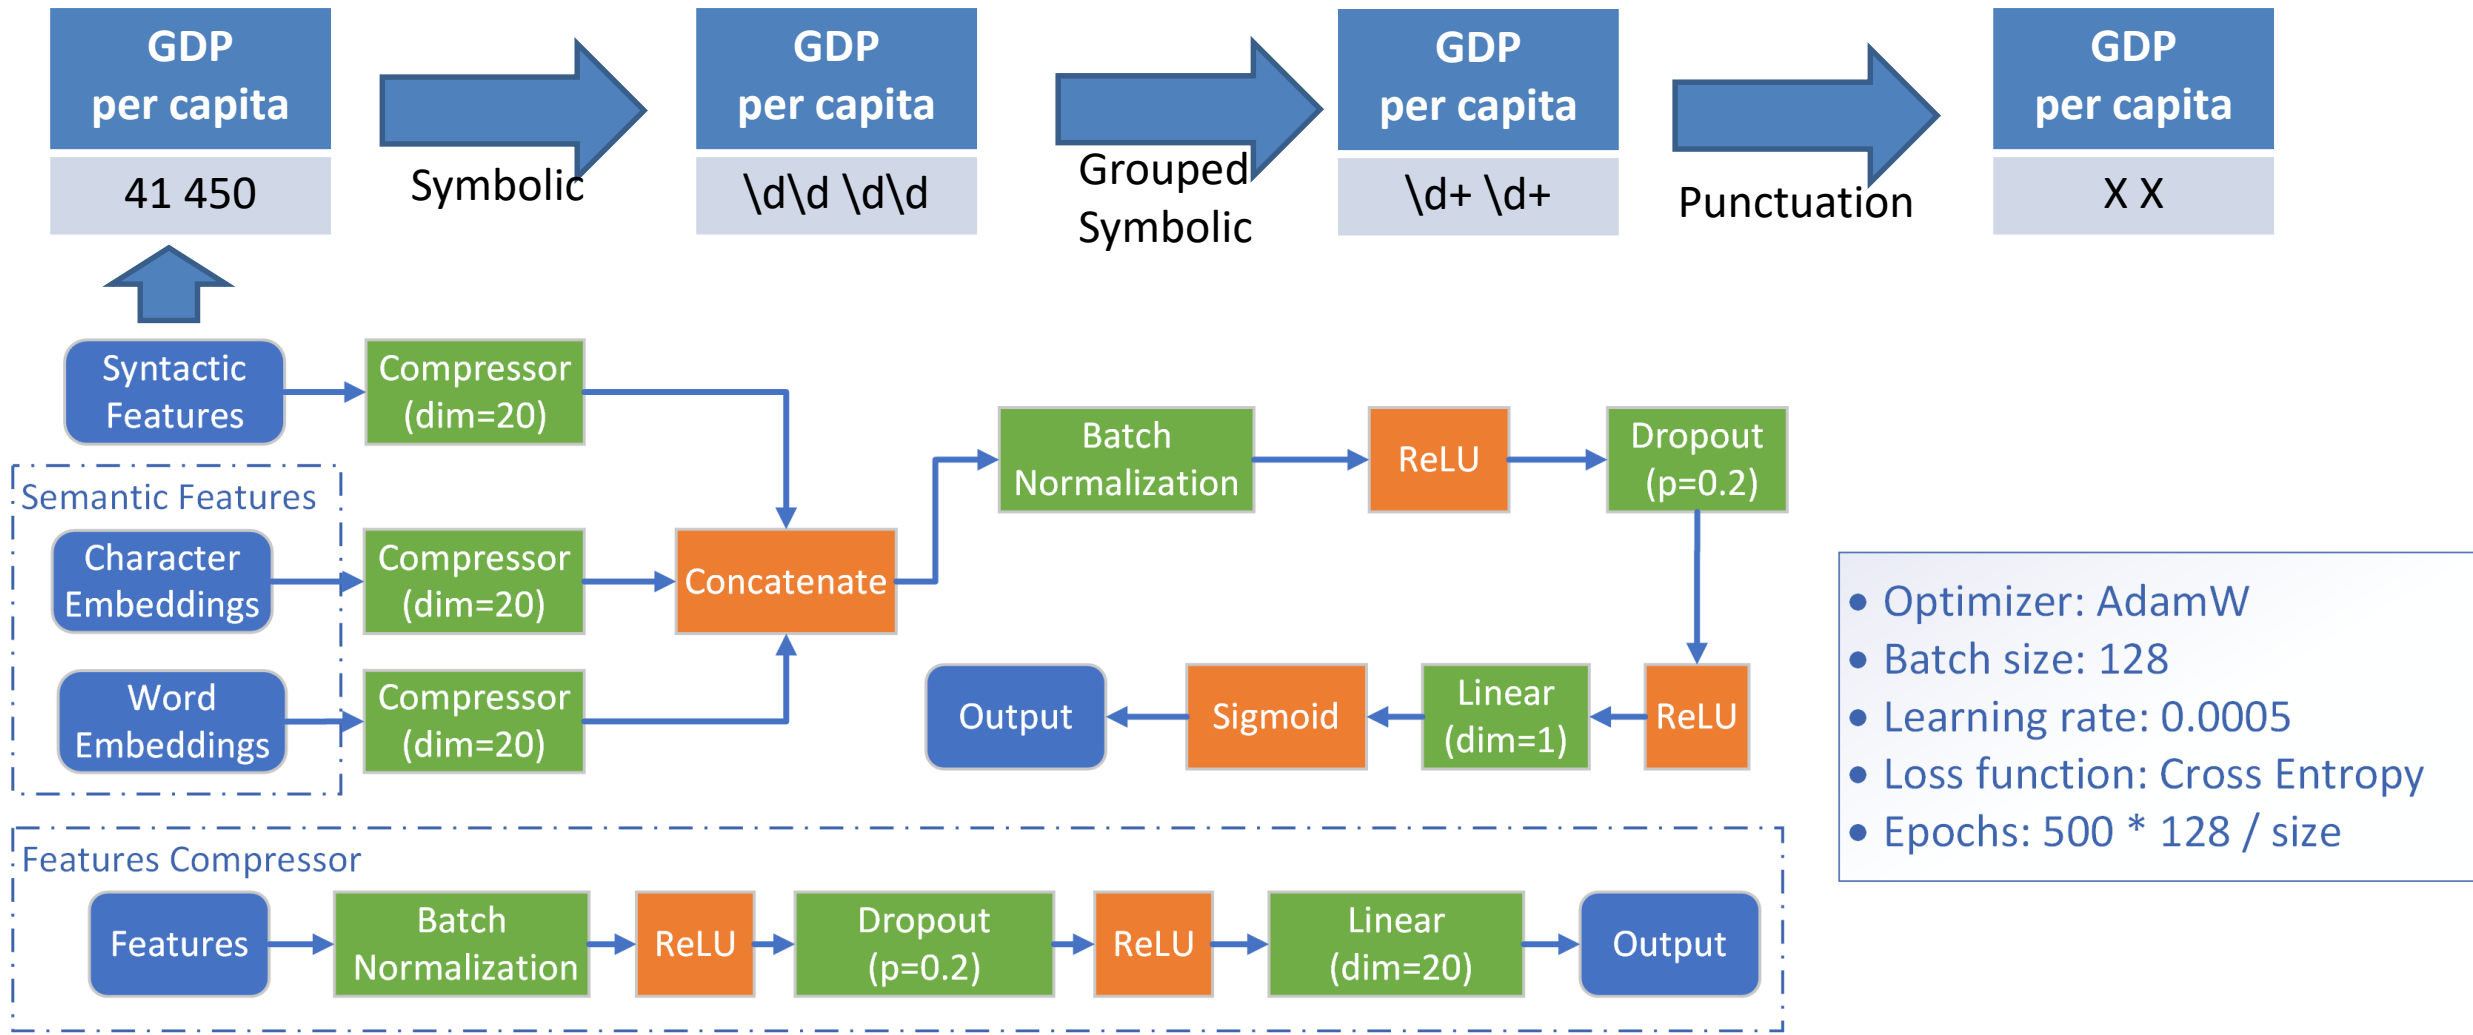 GDP
per capita
41 450
Symbolic
GDP
per capita
\d\d \d\d
Grouped
Symbolic
GDP
per capita
\d+ \d+
Punctuation
GDP
per capita
X X
Syntactic
Features
Compressor
(dim=20)
Semantic Features
Character
Embeddings
Compressor
(dim=20)
Word
Embeddings
Compressor
(dim=20)
Concatenate
Batch
Normalization
ReLU
Dropout
(p=0.2)
ReLU
Linear
(dim=1)
Sigmoid
Output
• Optimizer: AdamW
• Batch size: 128
• Learning rate: 0.0005
• Loss function: Cross Entropy
• Epochs: 500 * 128 / size
Features Compressor
Features
Batch
Normalization
ReLU
Dropout
(p=0.2)
ReLU
Linear
(dim=20)
Output